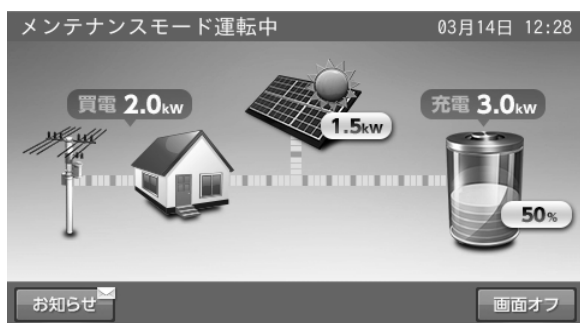 メンテナンスモード運転中 03月14日 12:28
買電 2.0kw
充電 3.0kw
1.5kw
50%
お知らせ
画面オフ